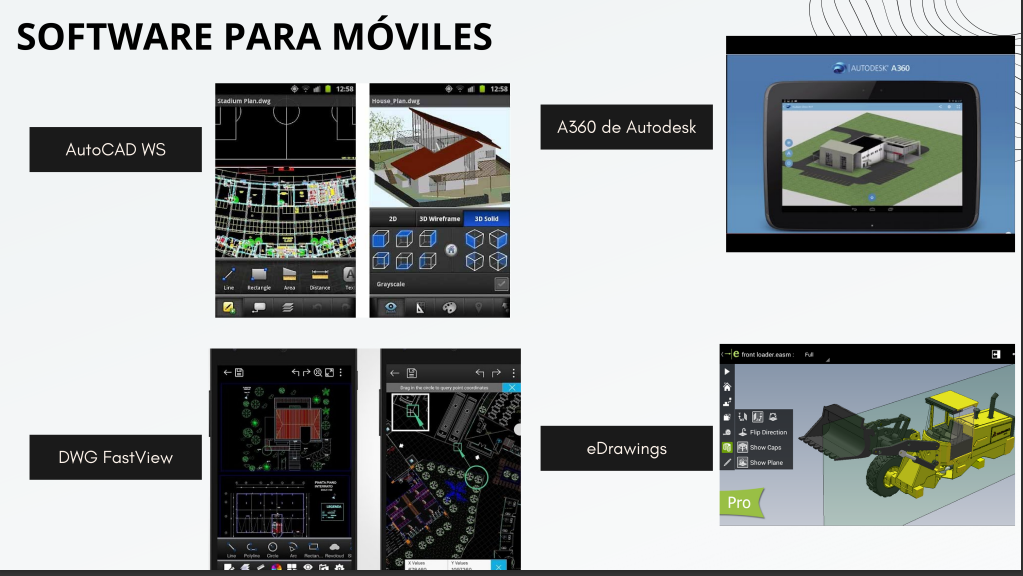 SOFTWARE PARA MÓVILES
AutoCAD WS
12:58
Stadium Plan.dwg
Line
Rectangle
Area
Distance
12:58
House_Plan.dwg
2D
3D Wireframe
3D Solid
Grayscale
A360 de Autodesk
AUTODESK® A360
DWG FastView
Line
Polyline
Circle
Arc
Rectan..
Revcloud
Drag in the circle to query point coordinates
X Values
Y Values
eDrawings
e front loader.easm :
Full
Flip Direction
Show Caps
Show Plane
Pro